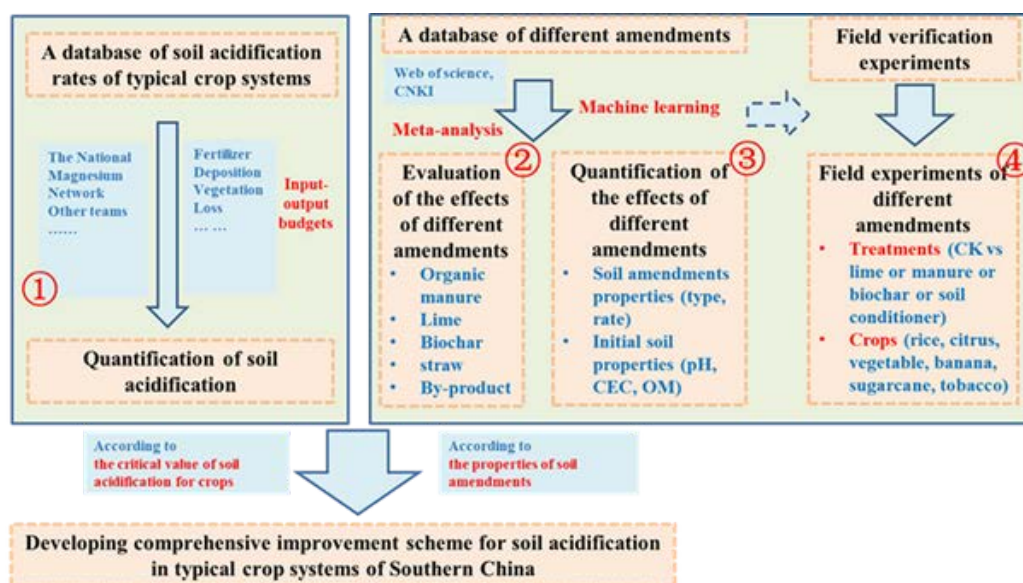 A database of soil acidification
rates of typical crop systems
The National
Magnesium
Network
Other teams
……
Fertilizer
Deposition
Vegetation
Loss
… …
Input-
output
budgets
①
Quantification of soil
acidification
A database of different amendments
Web of science,
CNKI
Meta-analysis
Machine learning
②
Evaluation
of the effects
of different
amendments
• Organic
manure
• Lime
• Biochar
• straw
• By-product
③
Quantification of
the effects of
different
amendments
• Soil amendments
properties (type,
rate)
• Initial soil
properties (pH,
CEC, OM)
Field verification
experiments
④
Field experiments of
different
amendments
• Treatments (CK vs
lime or manure or
biochar or soil
conditioner)
• Crops (rice, citrus,
vegetable, banana,
sugarcane, tobacco)
According to
the critical value of soil
acidification for crops
According to
the properties of soil
amendments
Developing comprehensive improvement scheme for soil acidification
in typical crop systems of Southern China